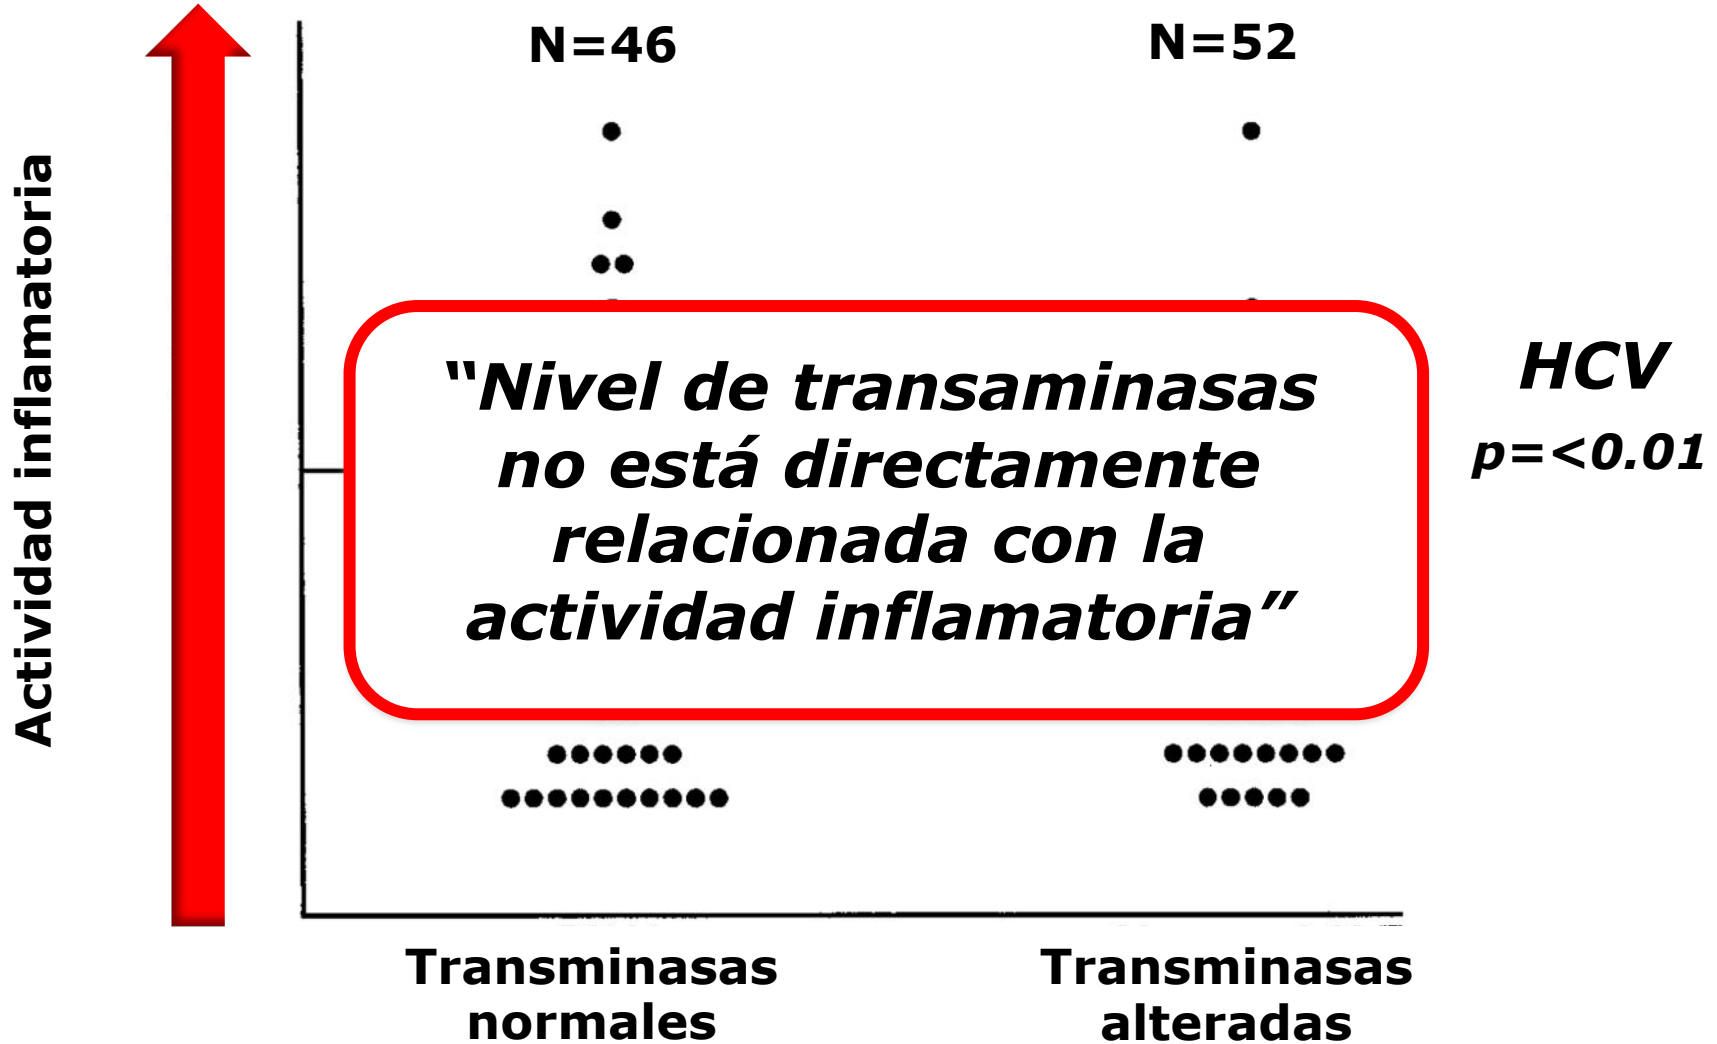 N=46
N=52
Actividad inflamatoria
“Nivel de transaminasas
no está directamente
relacionada con la
actividad inflamatoria”
HCV
p=<0.01
Transminasas
normales
Transminasas
alteradas